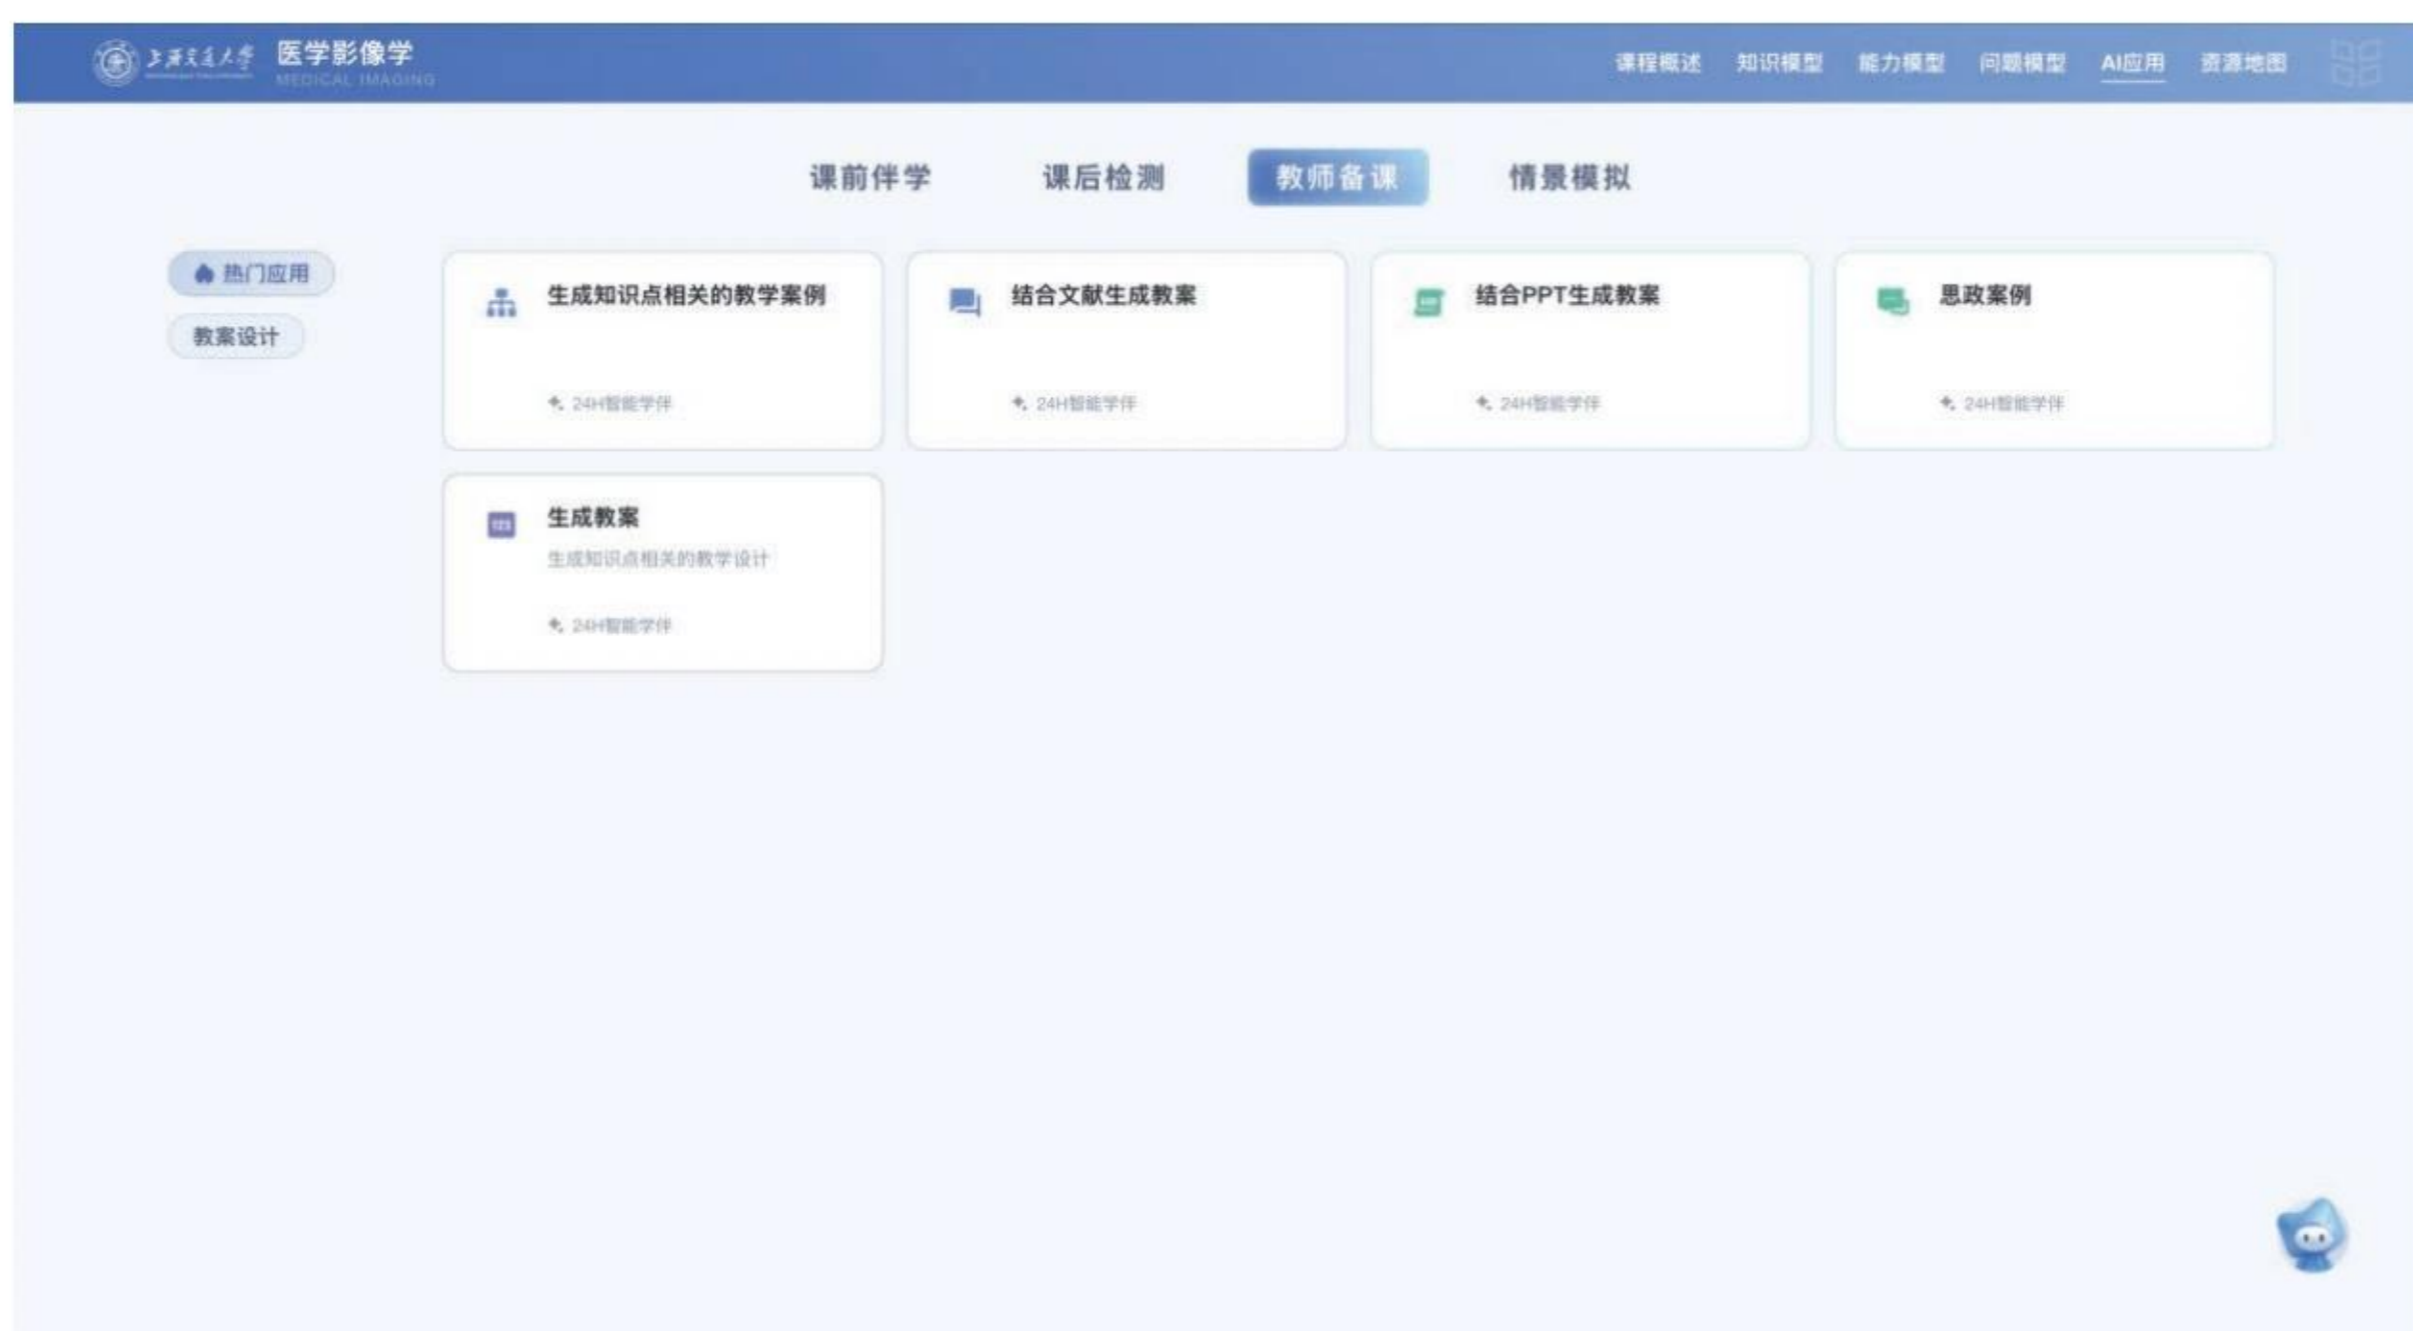 上海交通大学 医学影像学
MEDICAL IMAGING
课程概述 知识模型 能力模型 问题模型 AI应用 资源地图
课前伴学 课后检测 教师备课 情景模拟
热门应用
教案设计
生成知识点相关的教学案例
24H智能学伴
结合文献生成教案
24H智能学伴
结合PPT生成教案
24H智能学伴
思政案例
24H智能学伴
生成教案
生成知识点相关的教学设计
24H智能学伴